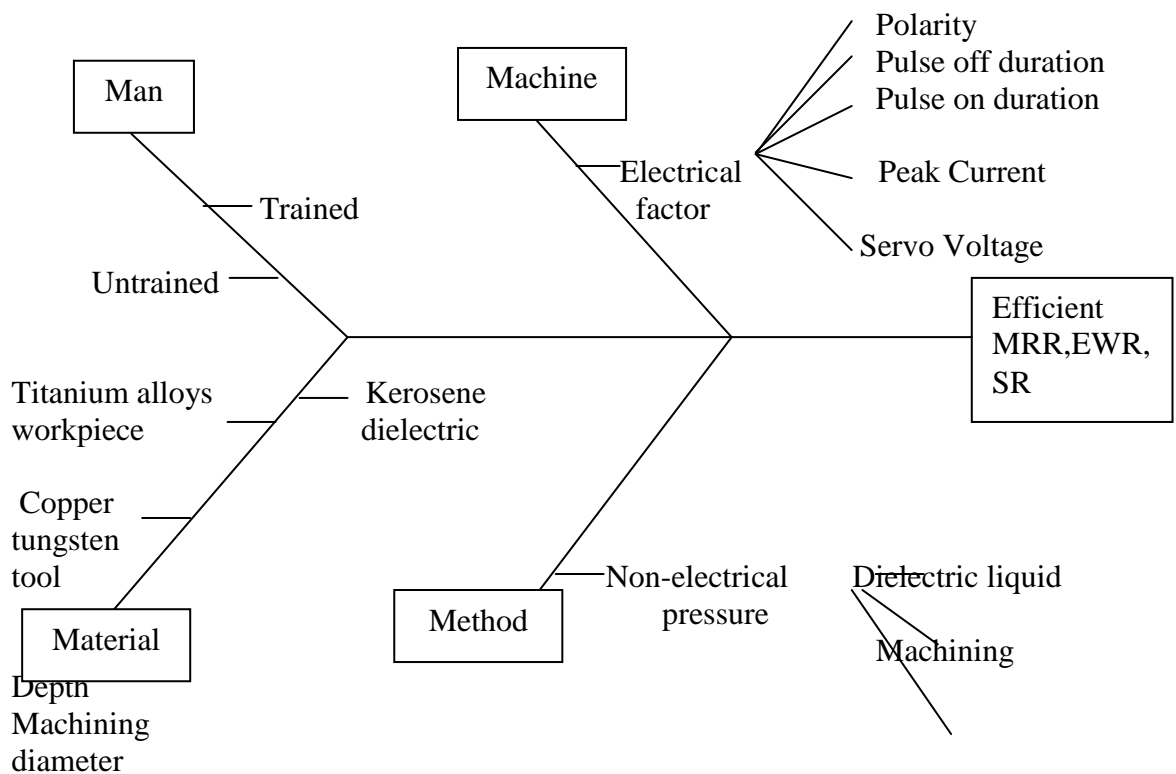 Man
Trained
Untrained
Machine
Electrical
factor
Polarity
Pulse off duration
Pulse on duration
Peak Current
Servo Voltage
Efficient
MRR,EWR,
SR
Titanium alloys
workpiece
Kerosene
dielectric
Copper
tungsten
tool
Material
Method
Non-electrical
pressure
Dielectric liquid
Machining
Depth
Machining
diameter